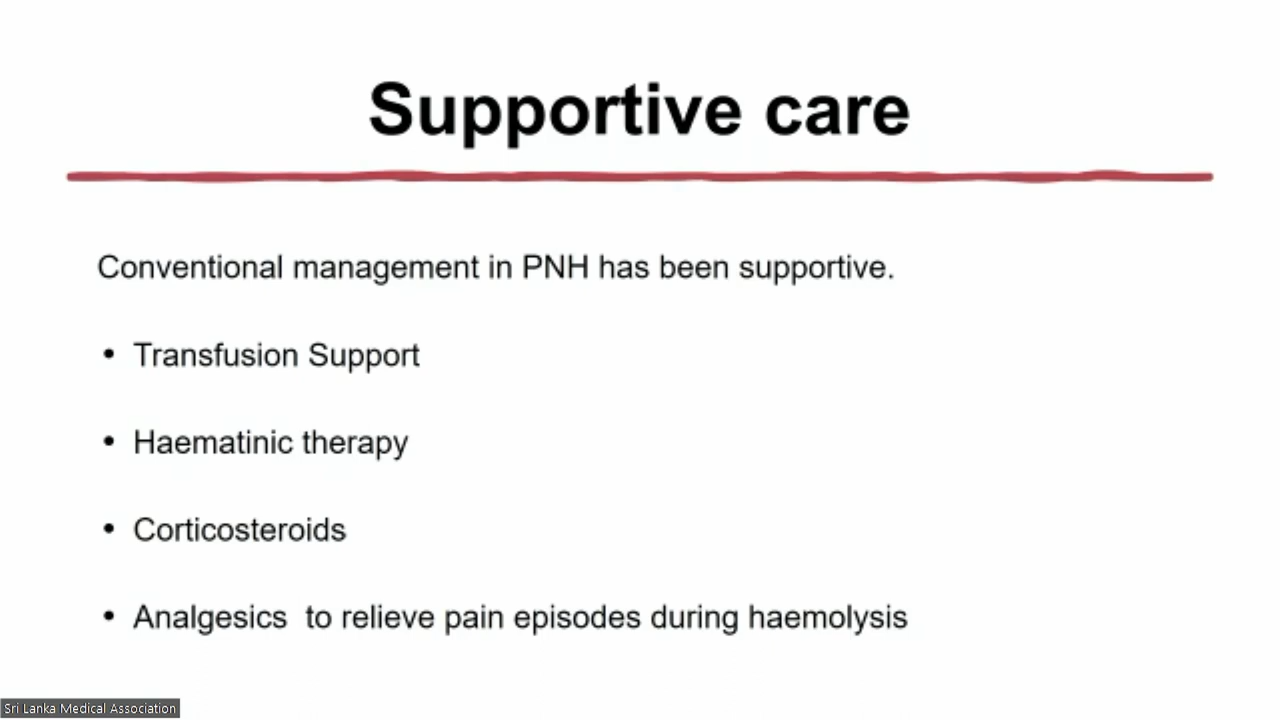 Supportive care
Conventional management in PNH has been supportive.
• Transfusion Support
• Haematinic therapy
• Corticosteroids
• Analgesics  to relieve pain episodes during haemolysis
Sri Lanka Medical Association